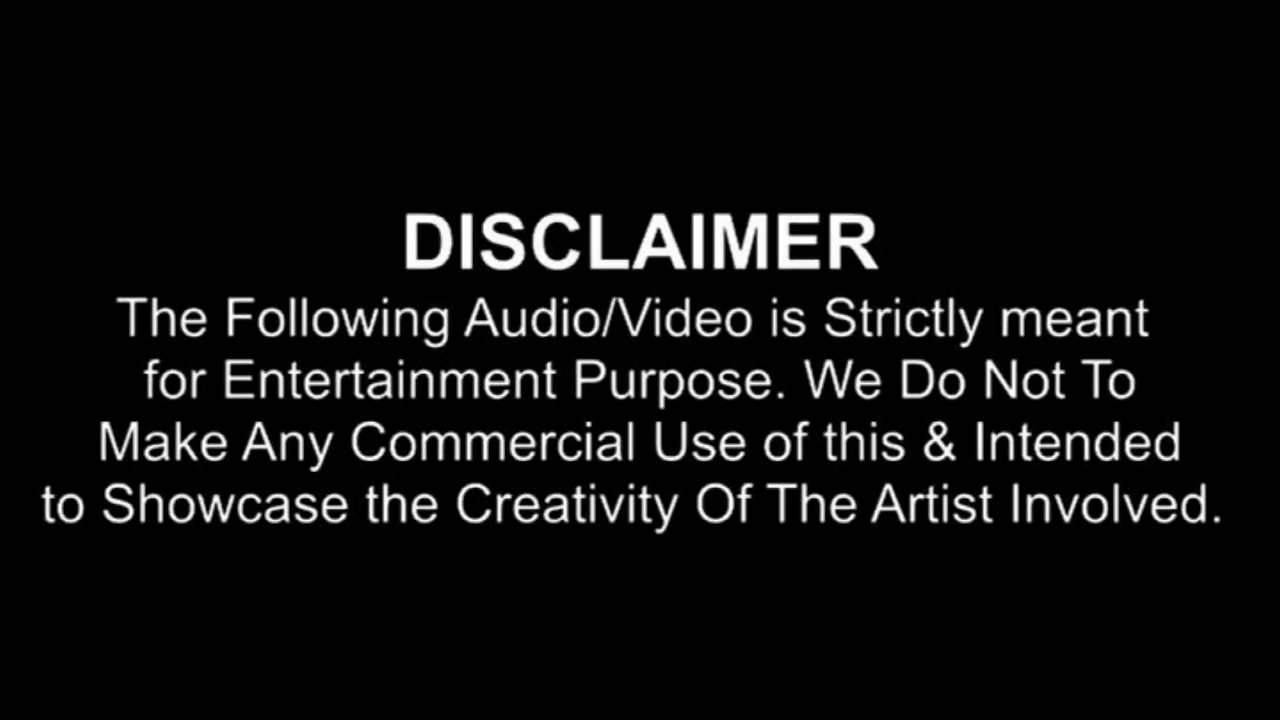 DISCLAIMER
The Following Audio/Video is Strictly meant
for Entertainment Purpose. We Do Not To
Make Any Commercial Use of this & Intended
to Showcase the Creativity Of The Artist Involved.